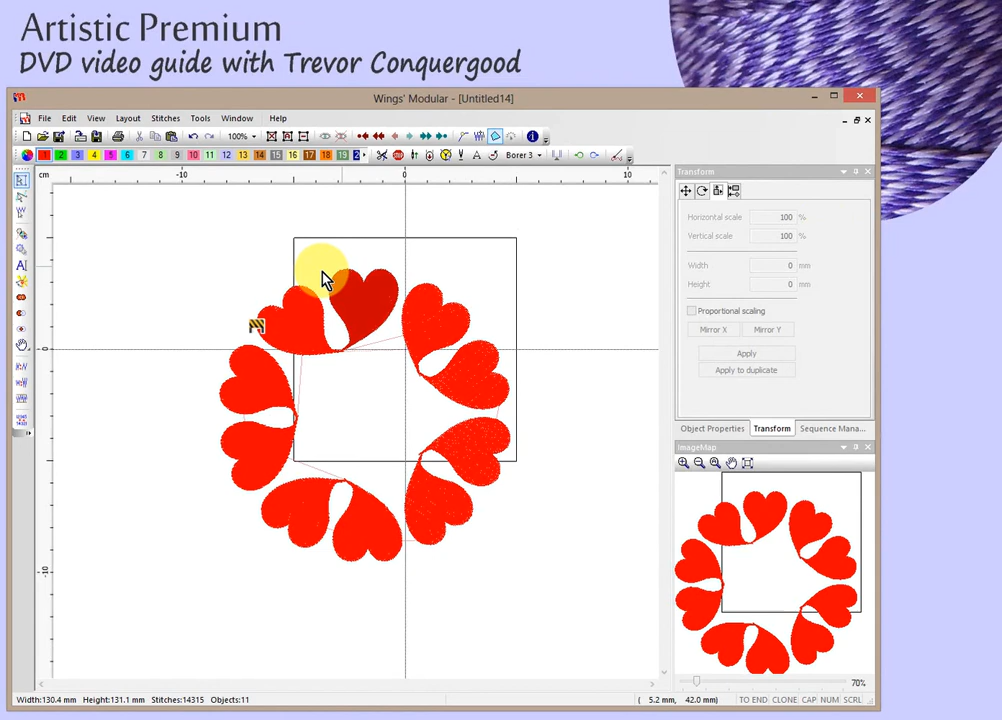 Artistic Premium
DVD video guide with Trevor Conquergood
Wings' Modular - [Untitled14]
File Edit View Layout Stitches Tools Window Help
100%
1 2 3 4 5 6 7 8 9 10 11 12 13 14 15 16 17 18 19 2 Borer 3
cm -10 0 10
Transform
Horizontal scale 100 %
Vertical scale 100 %
Width 0 mm
Height 0 mm
Proportional scaling
Mirror X Mirror Y
Apply
Apply to duplicate
Object Properties Transform Sequence Mana...
ImageMap
0
-10
70%
Width:130.4 mm Height:131.1 mm Stitches:14315 Objects:11 ( 5.2 mm, 42.0 mm) TO END CLONE CAP NUM SCRL